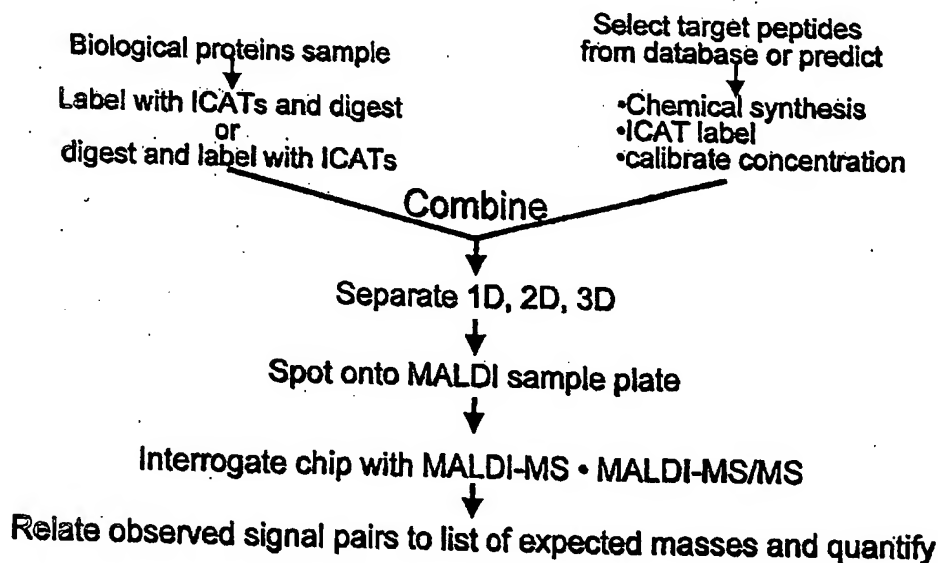 Biological proteins sample
Label with ICATs and digest
or
digest and label with ICATs
Select target peptides
from database or predict
•Chemical synthesis
•ICAT label
•calibrate concentration
Combine
Separate 1D, 2D, 3D
Spot onto MALDI sample plate
Interrogate chip with MALDI-MS • MALDI-MS/MS
Relate observed signal pairs to list of expected masses and quantify